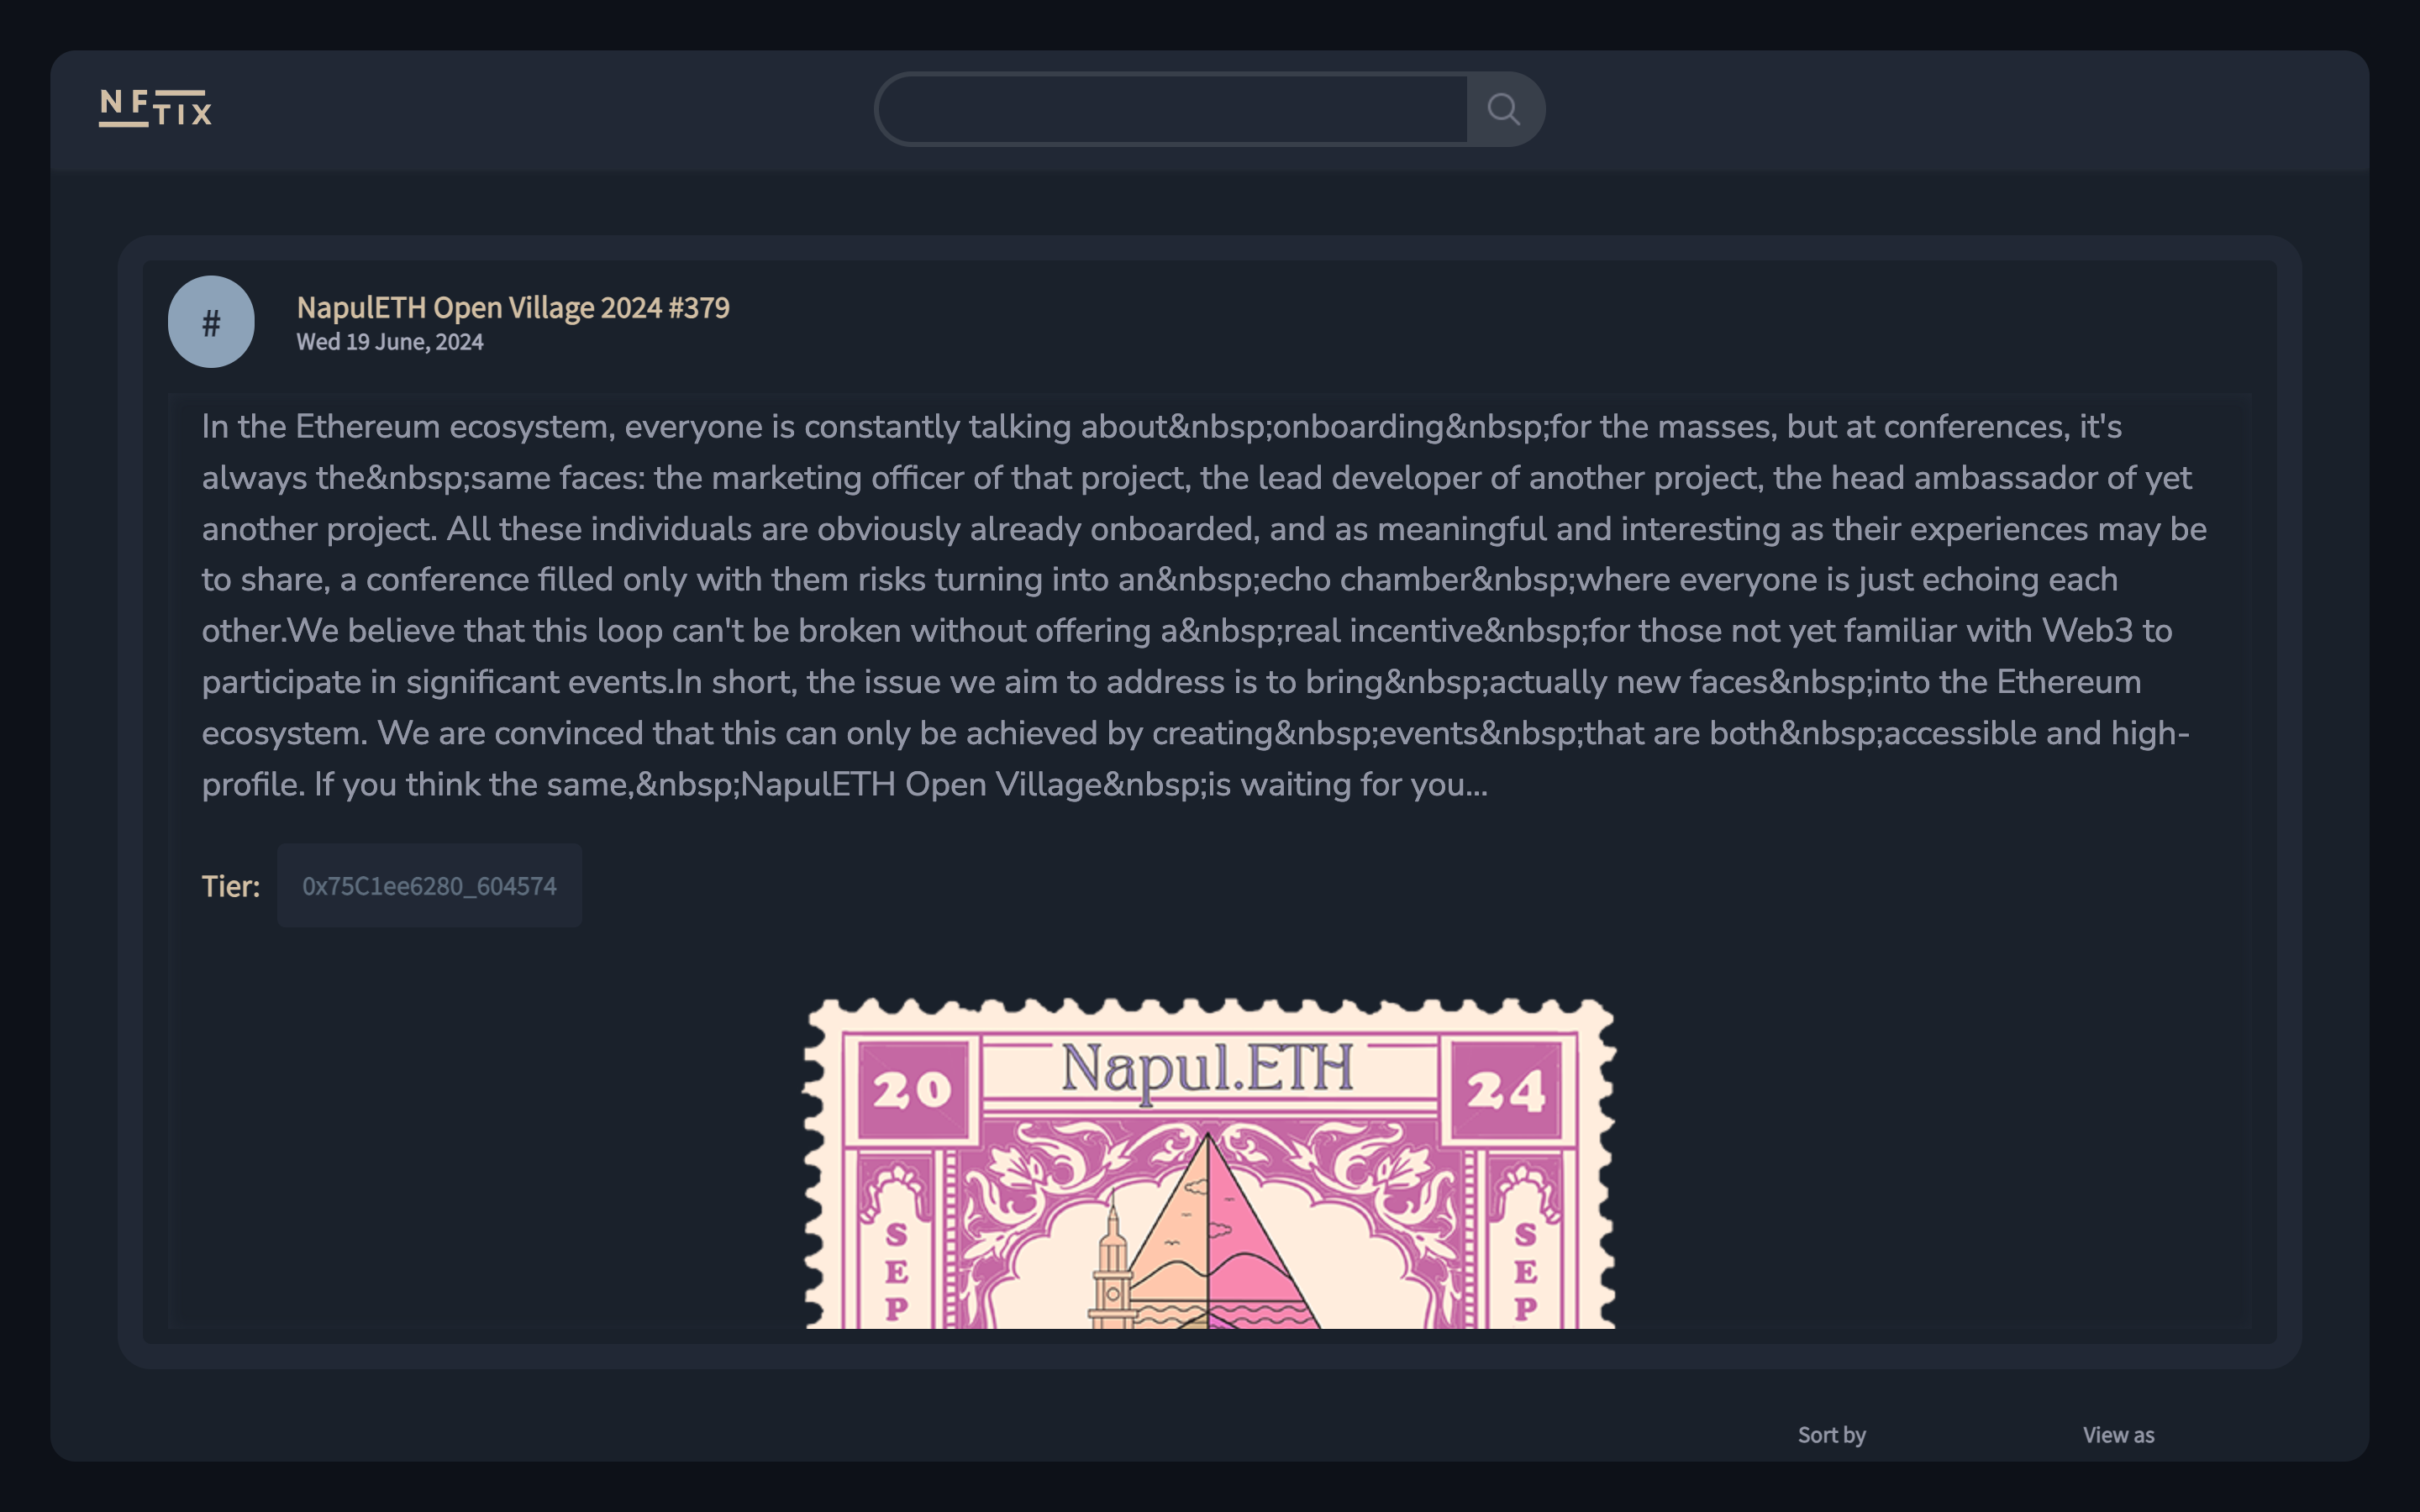 NFTIX
#
NapulETH Open Village 2024 #379
Wed 19 June, 2024
In the Ethereum ecosystem, everyone is constantly talking about&nbsp;onboarding&nbsp;for the masses, but at conferences, it's
always the&nbsp;same faces: the marketing officer of that project, the lead developer of another project, the head ambassador of yet
another project. All these individuals are obviously already onboarded, and as meaningful and interesting as their experiences may be
to share, a conference filled only with them risks turning into an&nbsp;echo chamber&nbsp;where everyone is just echoing each
other.We believe that this loop can't be broken without offering a&nbsp;real incentive&nbsp;for those not yet familiar with Web3 to
participate in significant events.In short, the issue we aim to address is to bring&nbsp;actually new faces&nbsp;into the Ethereum
ecosystem. We are convinced that this can only be achieved by creating&nbsp;events&nbsp;that are both&nbsp;accessible and high-
profile. If you think the same,&nbsp;NapulETH Open Village&nbsp;is waiting for you...
Tier: 0x75C1ee6280_604574
20 Napul.ETH 24
SEP SEP
Sort by View as